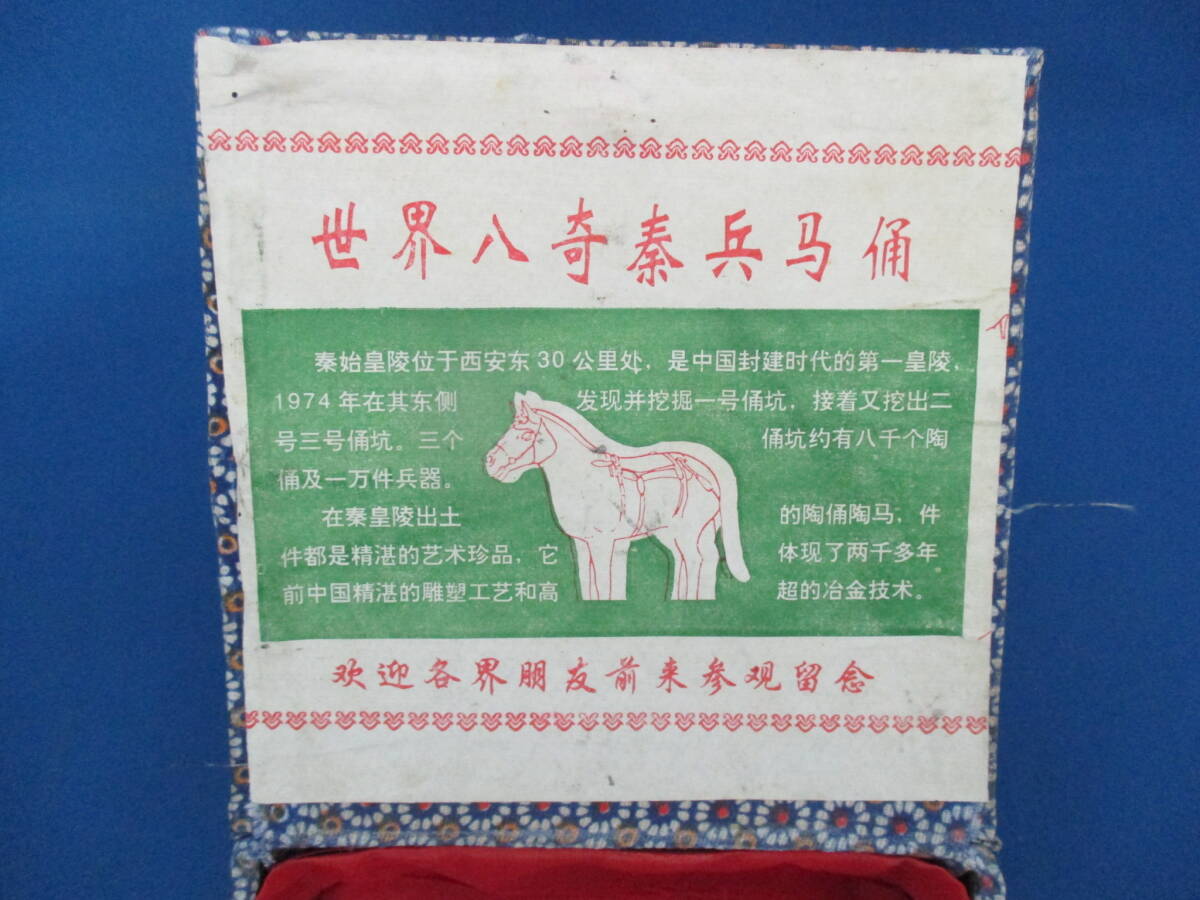 世界八奇秦兵马俑
秦始皇陵位于西安东30公里处，是中国封建时代的第一皇陵，
1974年在其东侧发现并挖掘一号俑坑，接着又挖出二
号三号俑坑。三个俑坑约有八千个陶
俑及一万件兵器。
在秦皇陵出土的陶俑陶马，件
件都是精湛的艺术珍品，它体现了两千多年
前中国精湛的雕塑工艺和高超的冶金技术。
欢迎各界朋友前来参观留念